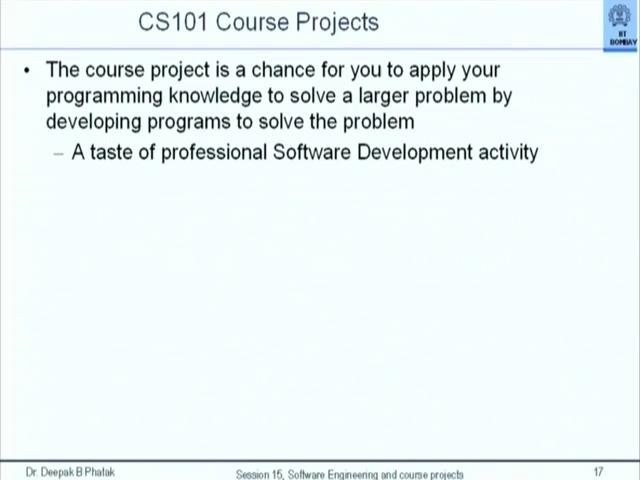 CS101 Course Projects
IIT
BOMBAY
• The course project is a chance for you to apply your
programming knowledge to solve a larger problem by
developing programs to solve the problem
– A taste of professional Software Development activity
Dr. Deepak B Phatak
Session 15, Software Engineering and course projects
17